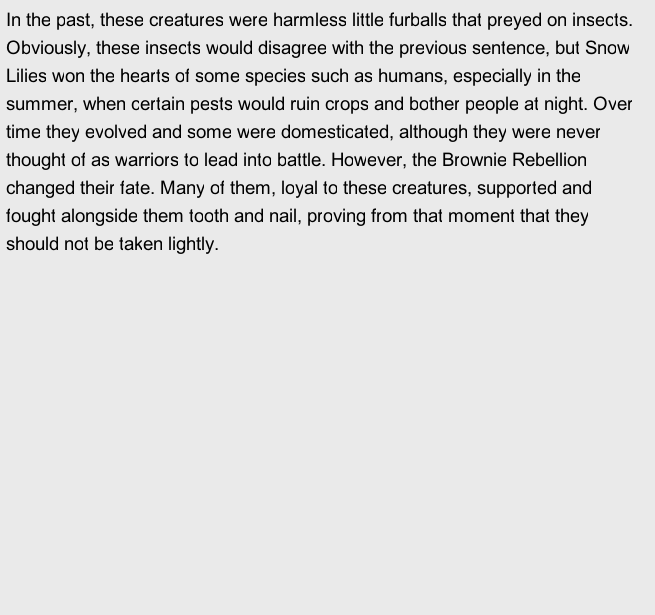 In the past, these creatures were harmless little furballs that preyed on insects.
Obviously, these insects would disagree with the previous sentence, but Snow
Lilies won the hearts of some species such as humans, especially in the
summer, when certain pests would ruin crops and bother people at night. Over
time they evolved and some were domesticated, although they were never
thought of as warriors to lead into battle. However, the Brownie Rebellion
changed their fate. Many of them, loyal to these creatures, supported and
fought alongside them tooth and nail, proving from that moment that they
should not be taken lightly.